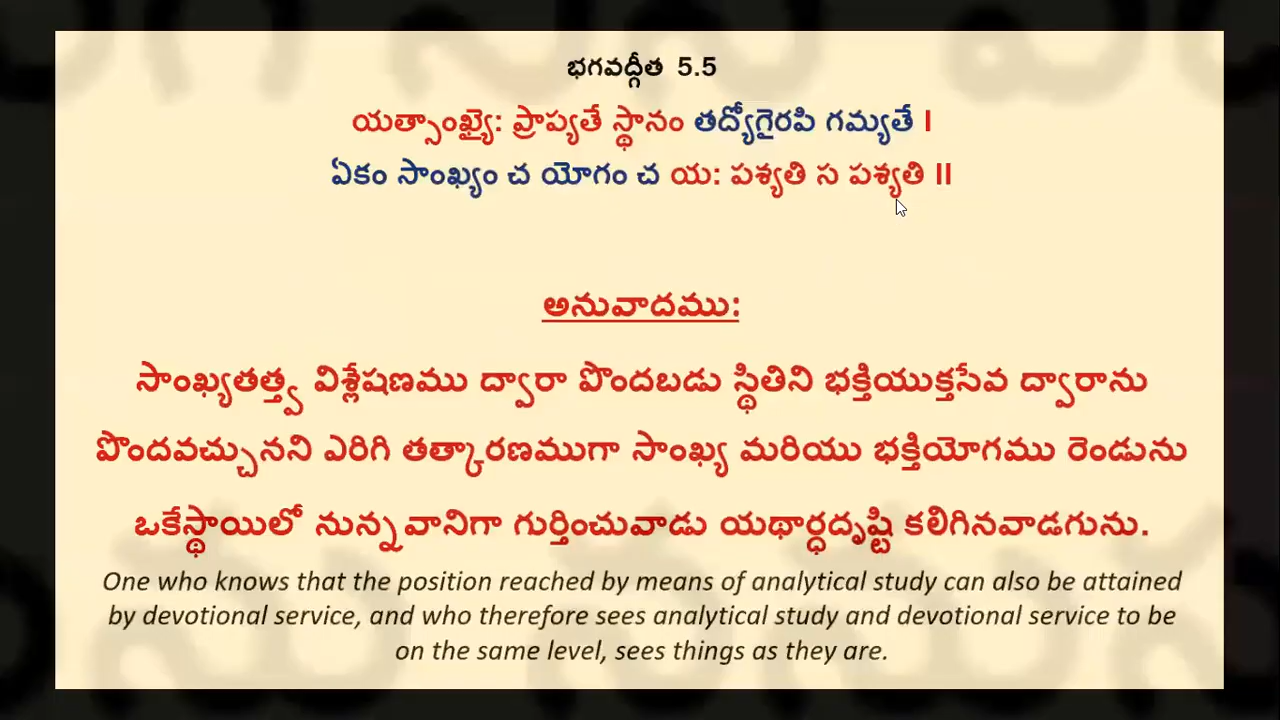 భగవద్గీత 5.5
యత్సాంఖ్యై: ప్రాప్యతే స్థానం తద్యోగైరపి గమ్యతే I
ఏకం సాంఖ్యం చ యోగం చ య: పశ్యతి స పశ్యతి II
అనువాదము:
సాంఖ్యతత్త్వ విశ్లేషణము ద్వారా పొందబడు స్థితిని భక్తియుక్తసేవ ద్వారాను
పొందవచ్చునని ఎరిగి తత్కారణముగా సాంఖ్య మరియు భక్తియోగము రెండును
ఒకేస్థాయిలో నున్నవానిగా గుర్తించువాడు యథార్ధదృష్టి కలిగినవాడగును.
One who knows that the position reached by means of analytical study can also be attained
by devotional service, and who therefore sees analytical study and devotional service to be
on the same level, sees things as they are.